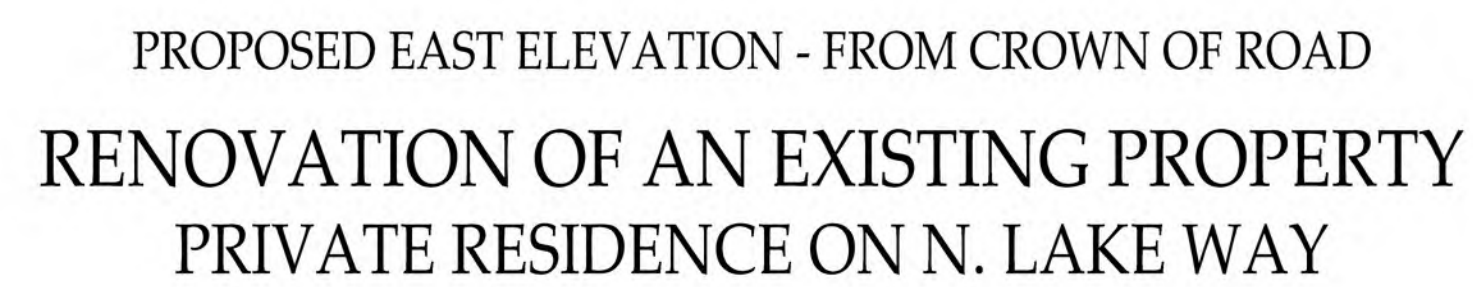 PROPOSED EAST ELEVATION - FROM CROWN OF ROAD
RENOVATION OF AN EXISTING PROPERTY
PRIVATE RESIDENCE ON N. LAKE WAY